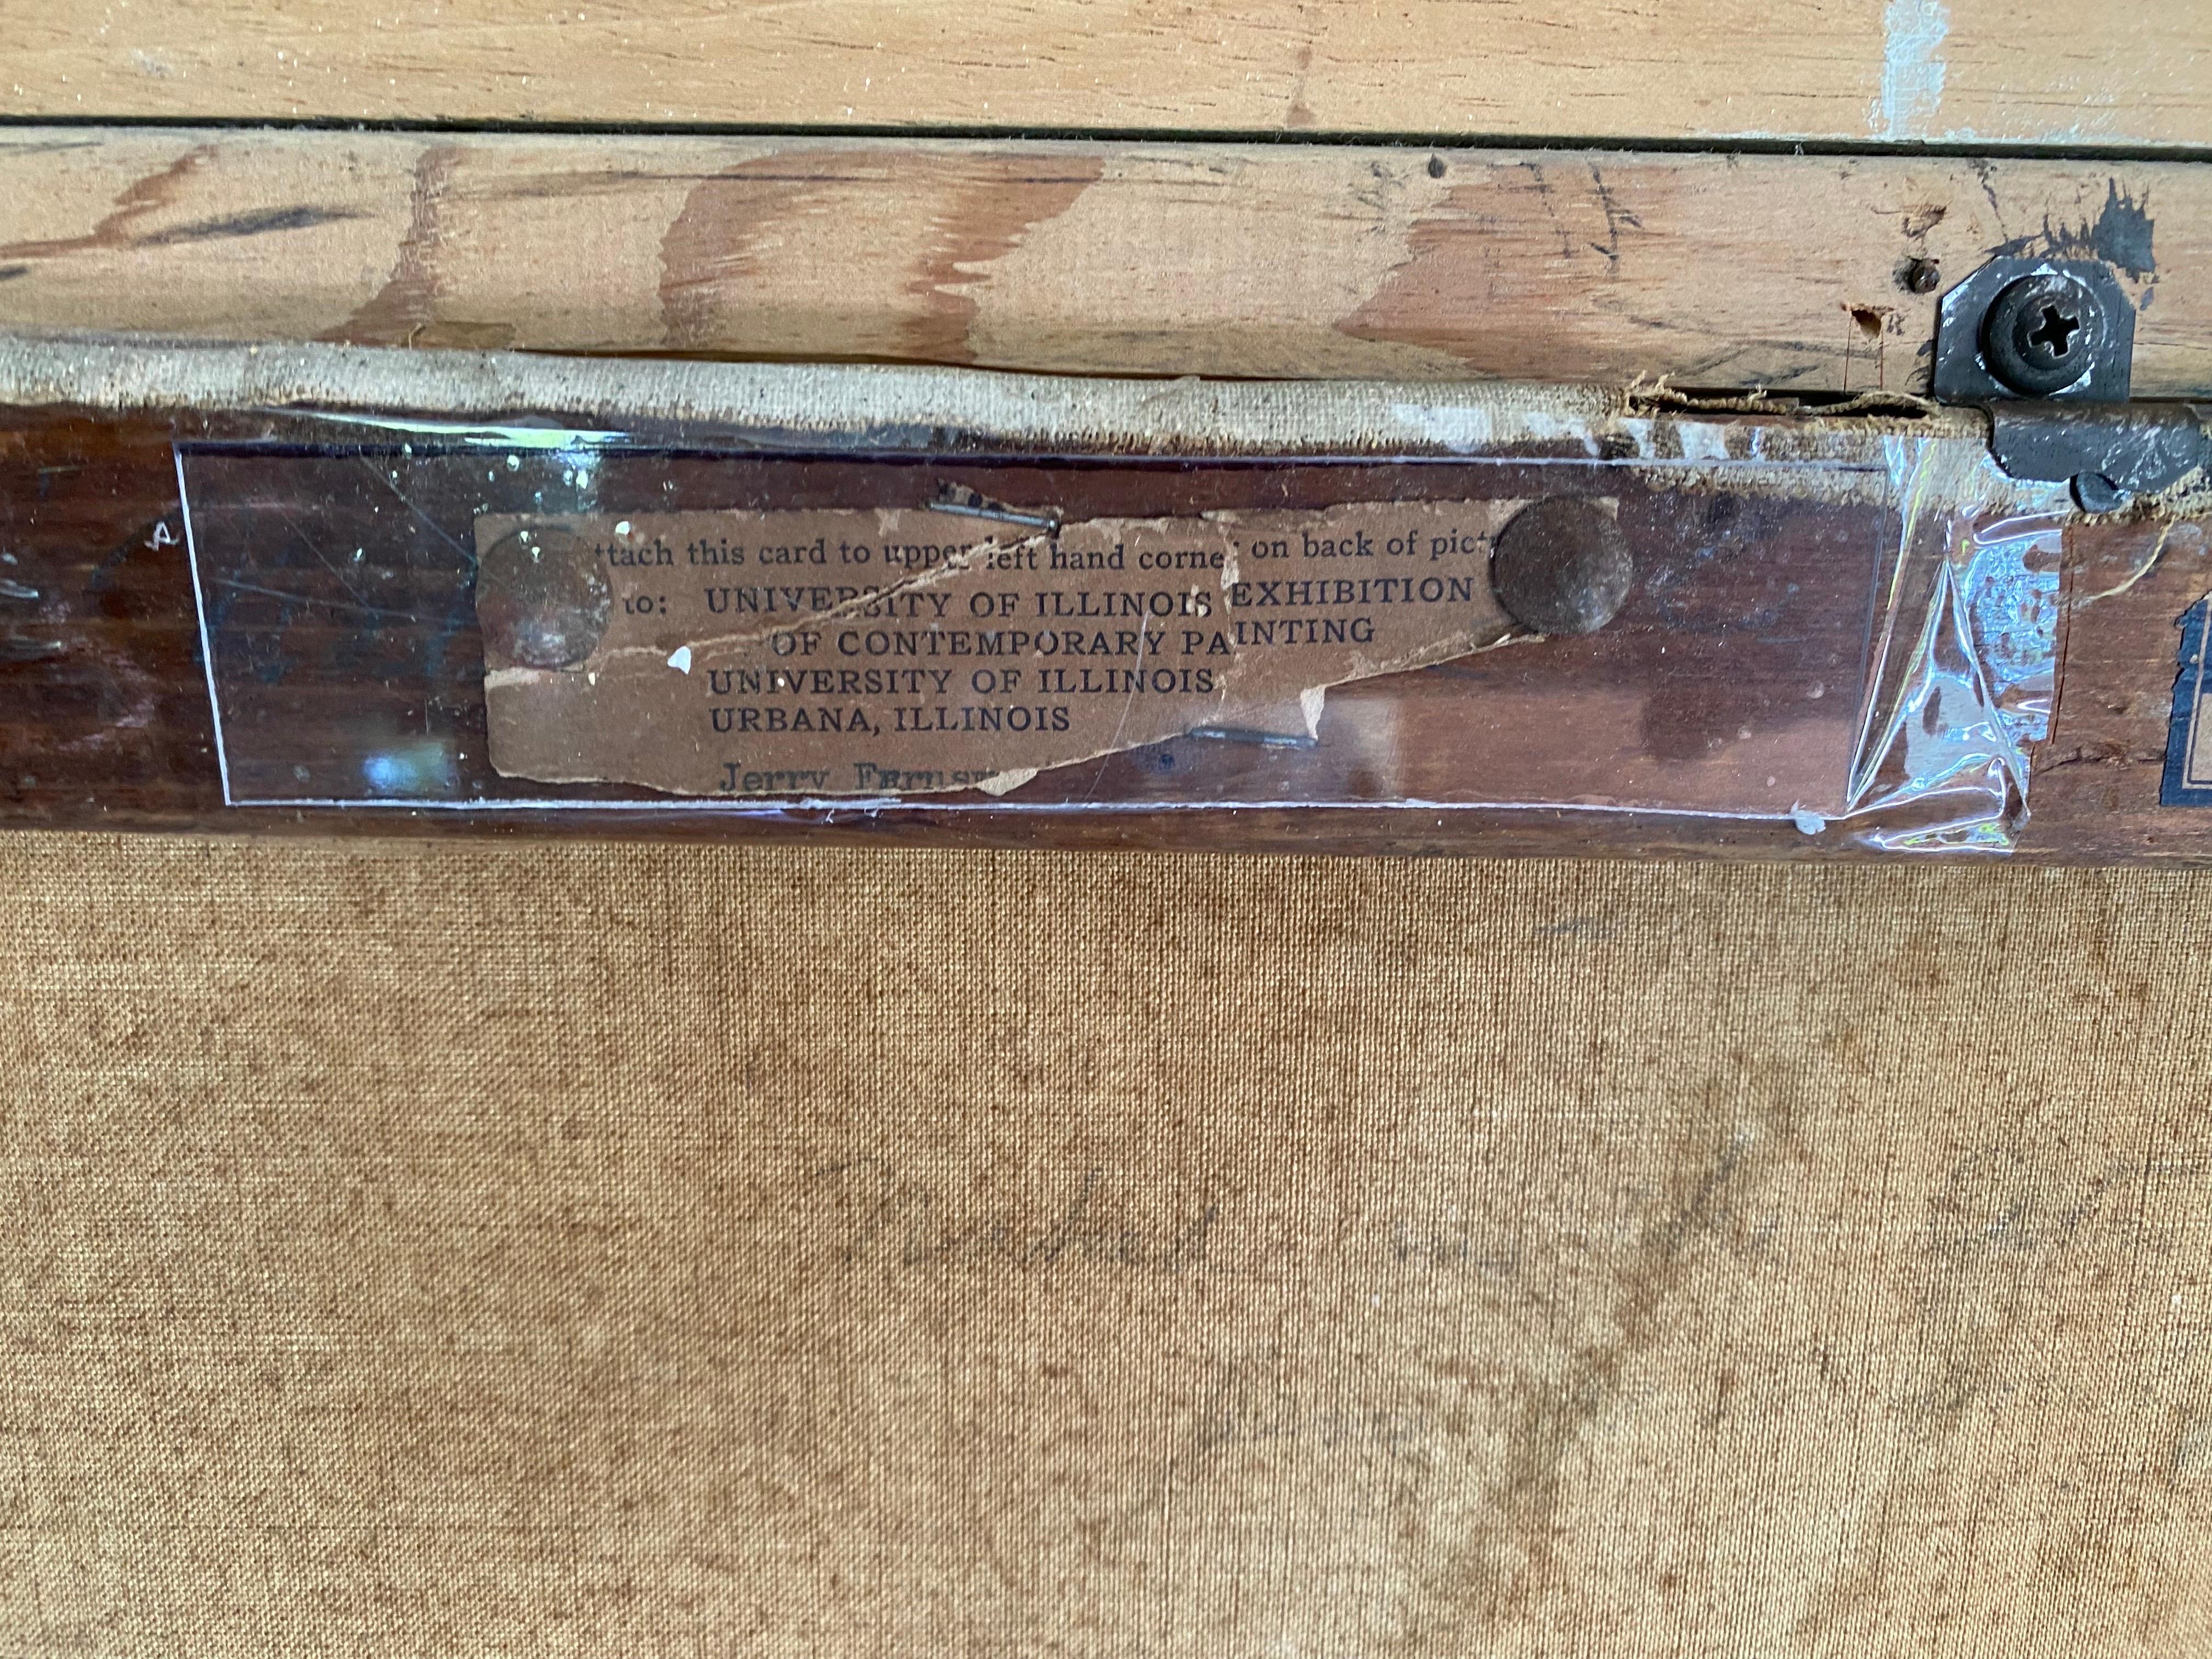 ttach this card to upper left hand corner on back of pict
to: UNIVERSITY OF ILLINOIS EXHIBITION
OF CONTEMPORARY PAINTING
UNIVERSITY OF ILLINOIS
URBANA, ILLINOIS
Jerry Farnsw